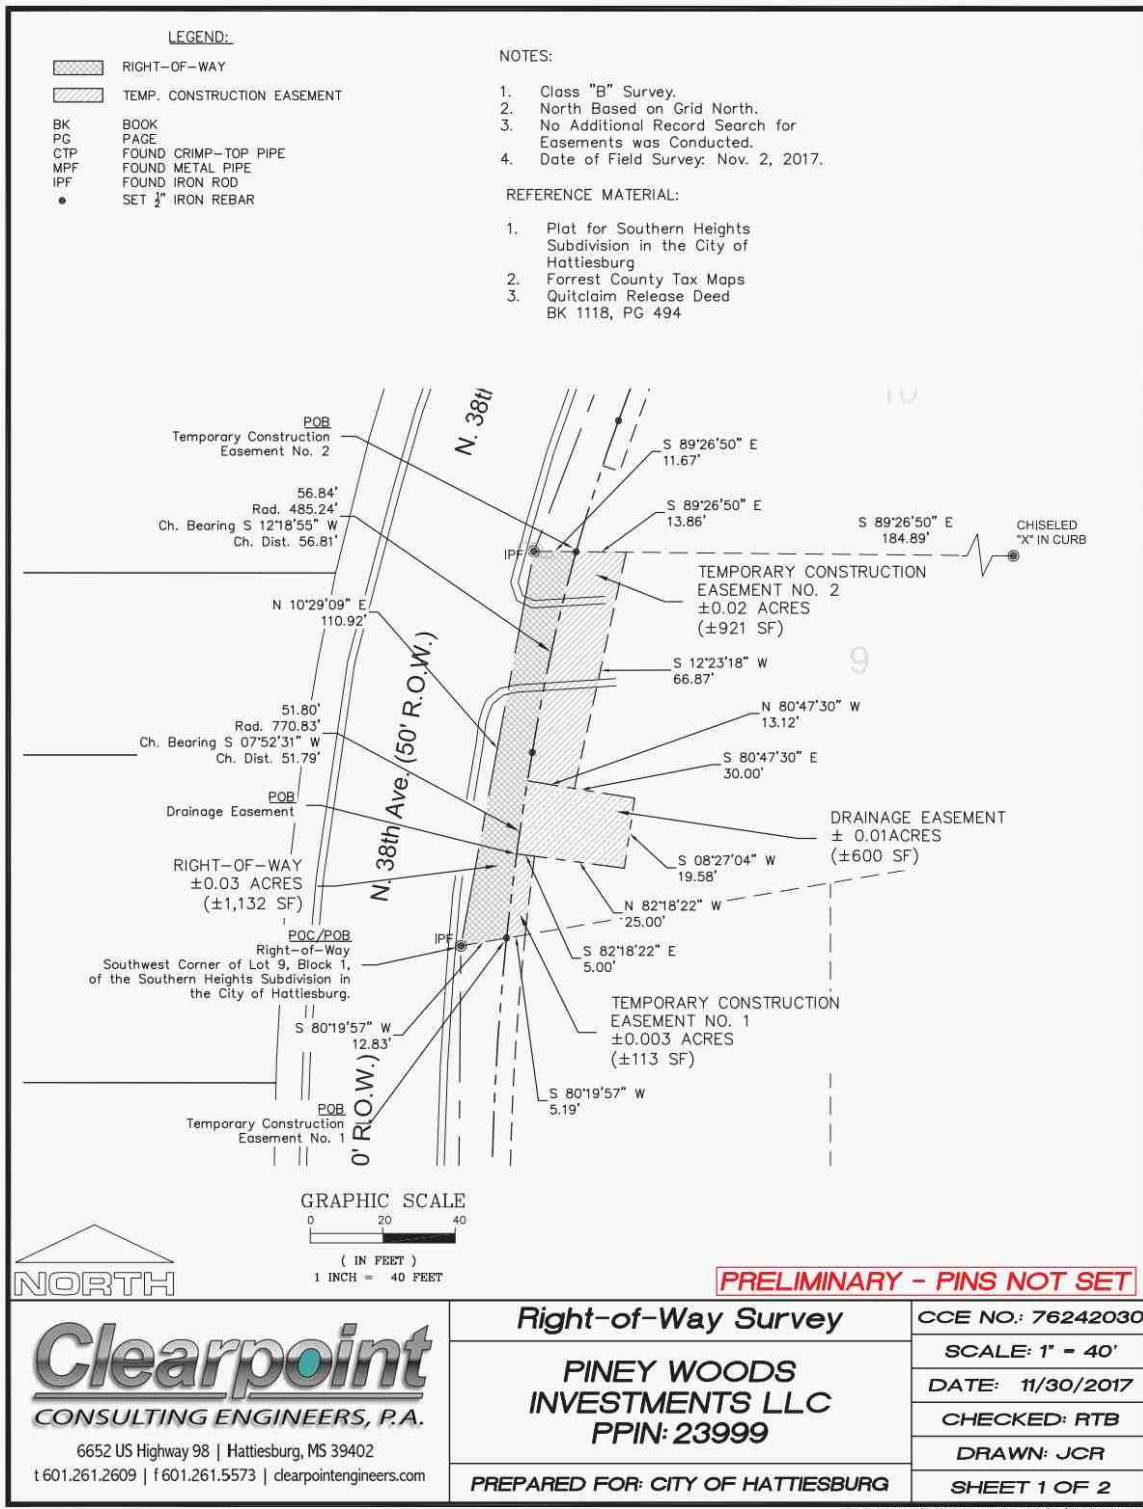 LEGEND:
RIGHT-OF-WAY
TEMP. CONSTRUCTION EASEMENT
BK BOOK
PG PAGE
CTP FOUND CRIMP-TOP PIPE
MPF FOUND METAL PIPE
IPF FOUND IRON ROD
SET ½" IRON REBAR
NOTES:
1. Class "B" Survey.
2. North Based on Grid North.
3. No Additional Record Search for
Easements was Conducted.
4. Date of Field Survey: Nov. 2, 2017.
REFERENCE MATERIAL:
1. Plat for Southern Heights
Subdivision in the City of
Hattiesburg
2. Forrest County Tax Maps
3. Quitclaim Release Deed
BK 1118, PG 494
N. 38th
10
POB
Temporary Construction
Easement No. 2
S 89°26'50" E
11.67'
56.84'
Rad. 485.24'
Ch. Bearing S 12°18'55" W
Ch. Dist. 56.81'
S 89°26'50" E
13.86'
S 89°26'50" E
184.89'
CHISELED
"X" IN CURB
IPF
TEMPORARY CONSTRUCTION
EASEMENT NO. 2
±0.02 ACRES
(±921 SF)
N 10°29'09" E
110.92'
9
S 12°23'18" W
66.87'
N. 38th Ave. (50' R.O.W.)
51.80'
Rad. 770.83'
Ch. Bearing S 07°52'31" W
Ch. Dist. 51.79'
N 80°47'30" W
13.12'
S 80°47'30" E
30.00'
POB
Drainage Easement
DRAINAGE EASEMENT
± 0.01ACRES
(±600 SF)
RIGHT-OF-WAY
±0.03 ACRES
(±1,132 SF)
S 08°27'04" W
19.58'
N 82°18'22" W
25.00'
IPF
POC/POB
Right-of-Way
Southwest Corner of Lot 9, Block 1,
of the Southern Heights Subdivision in
the City of Hattiesburg.
S 82°18'22" E
5.00'
S 80°19'57" W
12.83'
TEMPORARY CONSTRUCTION
EASEMENT NO. 1
±0.003 ACRES
(±113 SF)
S 80°19'57" W
5.19'
POB
Temporary Construction
Easement No. 1
0' R.O.W.)
GRAPHIC SCALE
0 20 40
( IN FEET )
1 INCH = 40 FEET
NORTH
PRELIMINARY - PINS NOT SET
Clearpoint
CONSULTING ENGINEERS, P.A.
6652 US Highway 98 | Hattiesburg, MS 39402
t 601.261.2609 | f 601.261.5573 | clearpointengineers.com
Right-of-Way Survey
PINEY WOODS
INVESTMENTS LLC
PPIN: 23999
PREPARED FOR: CITY OF HATTIESBURG
CCE NO.: 76242030
SCALE: 1" = 40'
DATE: 11/30/2017
CHECKED: RTB
DRAWN: JCR
SHEET 1 OF 2